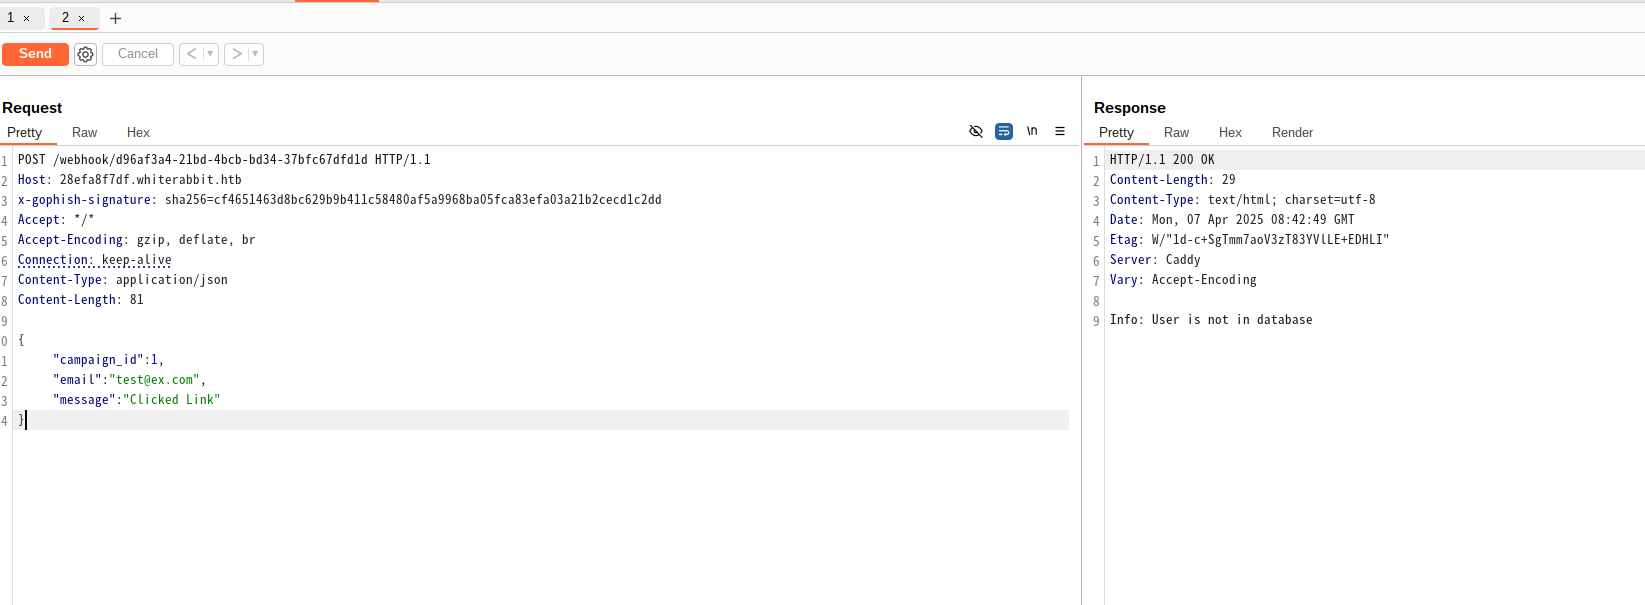 1 × 2 × +
Send Cancel < ▼ > ▼
Request
Pretty Raw Hex
\n
1 POST /webhook/d96af3a4-21bd-4bcb-bd34-37bfc67dfd1d HTTP/1.1
2 Host: 28efa8f7df.whiterabbit.htb
3 x-gophish-signature: sha256=cf4651463d8bc629b9b411c58480af5a9968ba05fca83efa03a21b2cecd1c2dd
4 Accept: */*
5 Accept-Encoding: gzip, deflate, br
6 Connection: keep-alive
7 Content-Type: application/json
8 Content-Length: 81
9
0 {
1 "campaign_id":1,
2 "email":"test@ex.com",
3 "message":"Clicked Link"
4 }
Response
Pretty Raw Hex Render
1 HTTP/1.1 200 OK
2 Content-Length: 29
3 Content-Type: text/html; charset=utf-8
4 Date: Mon, 07 Apr 2025 08:42:49 GMT
5 Etag: W/"1d-c+SgTmm7aoV3zT83YVlLE+EDHLI"
6 Server: Caddy
7 Vary: Accept-Encoding
8
9 Info: User is not in database